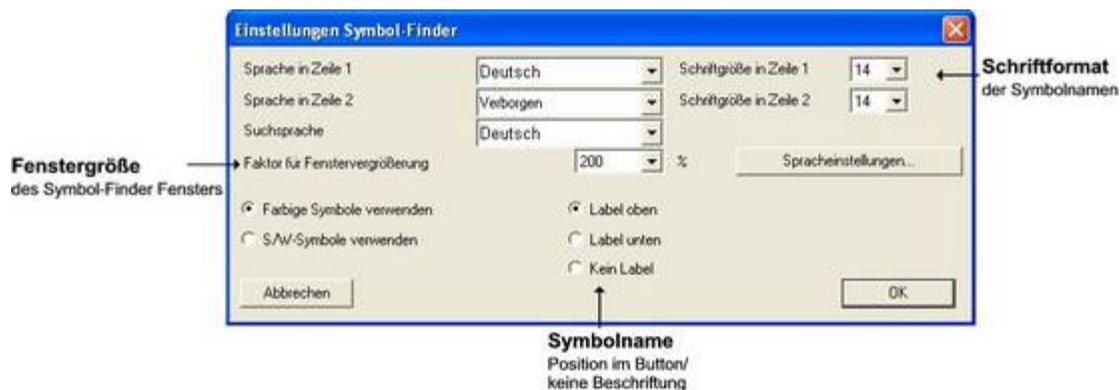 Einstellungen Symbol-Finder
Sprache in Zeile 1
Deutsch
Schriftgröße in Zeile 1
14
Sprache in Zeile 2
Verborgen
Schriftgröße in Zeile 2
14
Suchsprache
Deutsch
Faktor für Fenstervergrößerung
200
%
Spracheinstellungen...
Farbige Symbole verwenden
Label oben
S/W-Symbole verwenden
Label unten
Kein Label
Abbrechen
OK
Schriftformat
der Symbolnamen
Fenstergröße
des Symbol-Finder Fensters
Symbolname
Position im Button/
keine Beschriftung